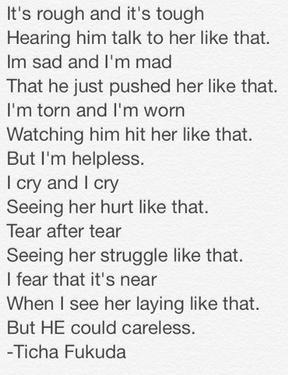 It's rough and it's tough
Hearing him talk to her like that.
Im sad and I'm mad
That he just pushed her like that.
I'm torn and I'm worn
Watching him hit her like that.
But I'm helpless.
I cry and I cry
Seeing her hurt like that.
Tear after tear
Seeing her struggle like that.
I fear that it's near
When I see her laying like that.
But HE could careless.
-Ticha Fukuda